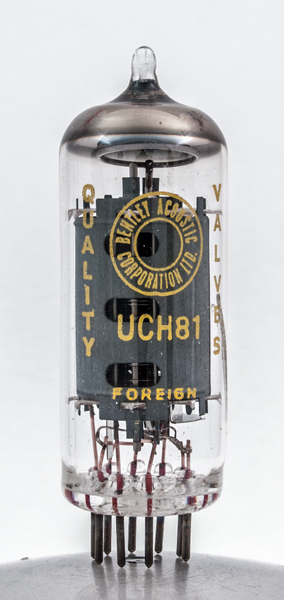 QUALITY
BENTLEY ACOUSTIC
CORPORATION LTD.
VALVES
UCH81
FOREIGN